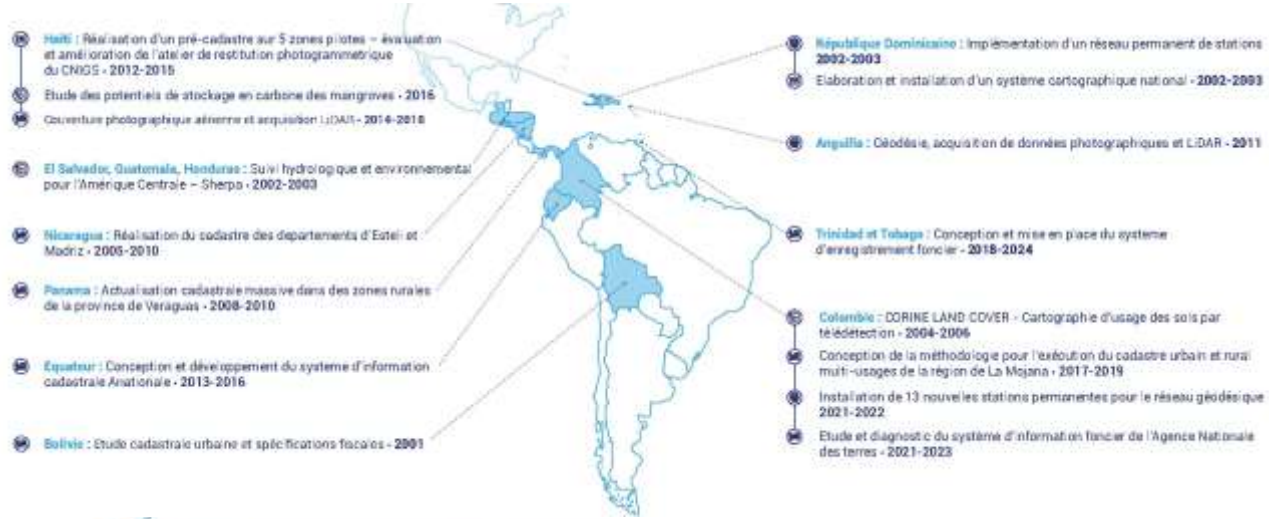 Haïti : Réalisation d'un pré-cadastre sur 5 zones pilotes – évaluation
et amélioration de l'atelier de restitution photogrammetrique
du CNIGS - 2012-2015
Etude des potentiels de stockage en carbone des mangroves - 2016
Couverture photographique aérienne et acquisition LiDAR - 2014-2016
El Salvador, Guatemala, Honduras : Suivi hydrologique et environnemental
pour l'Amérique Centrale – Sherpa - 2002-2003
Nicaragua : Réalisation du cadastre des departements d'Esteli et
Madriz - 2005-2010
Panama : Actualisation cadastrale massive dans des zones rurales
de la province de Veraguas - 2008-2010
Equateur : Conception et développement du systeme d'information
cadastrale Anationale - 2013-2016
Bolivie : Etude cadastrale urbaine et spécifications fiscales - 2001
République Dominicaine : Implémentation d'un réseau permanent de stations
2002-2003
Elaboration et installation d'un système cartographique national - 2002-2003
Anguilla : Géodésie, acquisition de données photographiques et LiDAR - 2011
Trinidad et Tobago : Conception et mise en place du systeme
d'enregistrement foncier - 2018-2024
Colombie : CORINE LAND COVER - Cartographie d'usage des sols par
télédétection - 2004-2006
Conception de la méthodologie pour l'exécution du cadastre urbain et rural
multi-usages de la région de La Mojana - 2017-2019
Installation de 13 nouvelles stations permanentes pour le réseau géodésique
2021-2022
Etude et diagnostic du système d'information foncier de l'Agence Nationale
des terres - 2021-2023